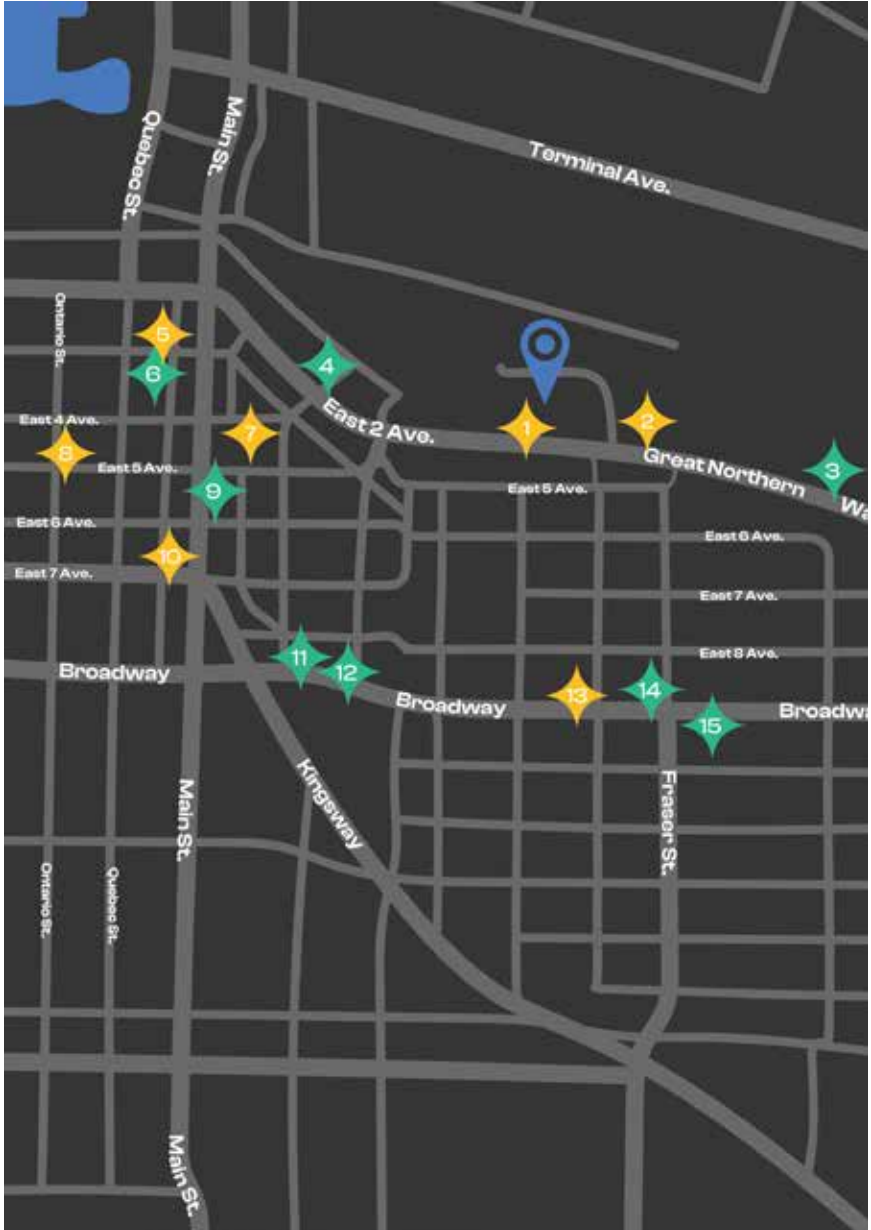 Quebec St.
Main St.
Terminal Ave.
Ontario St.
5
6
4
East 4 Ave.
7
East 2 Ave.
1
2
8
East 5 Ave.
Great Northern
3
Wa
9
East 5 Ave.
East 6 Ave.
East 6 Ave.
10
East 7 Ave.
East 7 Ave.
11
12
East 8 Ave.
Broadway
Broadway
13
14
15
Broadwa
Main St.
Kingsway
Fraser St.
Ontario St.
Quebec St.
Main St.